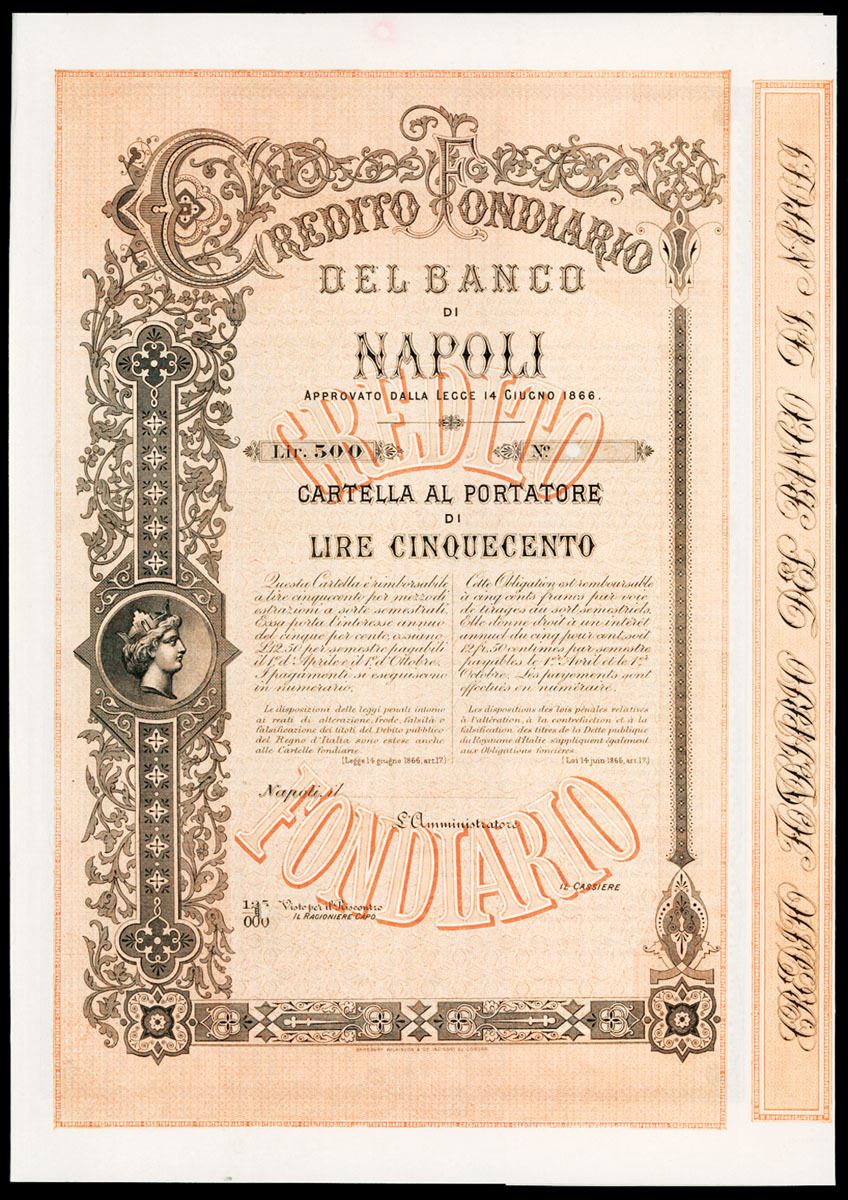 CREDITO FONDIARIO
DEL BANCO
DI
NAPOLI
APPROVATO DALLA LEGGE 14 GIUGNO 1866.
CREDITO
Lir. 500
N.º
CARTELLA AL PORTATORE
DI
LIRE CINQUECENTO
Questa Cartella è rimborsabile
a lire cinquecento per mezzo di
estrazioni a sorte semestrali.
Essa porta l'interesse annuo
del cinque per cento, ossiano
L.12.50 per semestre pagabili
il 1º d'Aprile e il 1º d'Ottobre.
I pagamenti si eseguiscono
in numerario.
Le disposizioni delle leggi penali intorno
ai reati di alterazione, frode, falsità o
falsificazione dei titoli del Debito pubblico
del Regno d'Italia sono estese anche
alle Cartelle fondiarie.
(Legge 14 giugno 1866, art.17.)
Cette Obligation est remboursable
à cinq cents francs par voie
de tirages au sort semestriels.
Elle donne droit à un intérêt
annuel du cinq pour cent, soit
12 fr. 50 centimes par semestre
payables le 1er Avril et le 1er
Octobre. Les payements sont
effectués en numéraire.
Les dispositions des lois pénales relatives
à l'altération, à la contrefaction et à la
falsification des titres de la Dette publique
du Royaume d'Italie s'appliquent également
aux Obligations foncières.
(Loi 14 juin 1866, art.17.)
Napoli, il
L'Amministratore
FONDIARIO
IL CASSIERE
Visto per il Riscontro
IL RAGIONIERE CAPO.
000
CREDITO FONDIARIO DEL BANCO DI NAPOLI